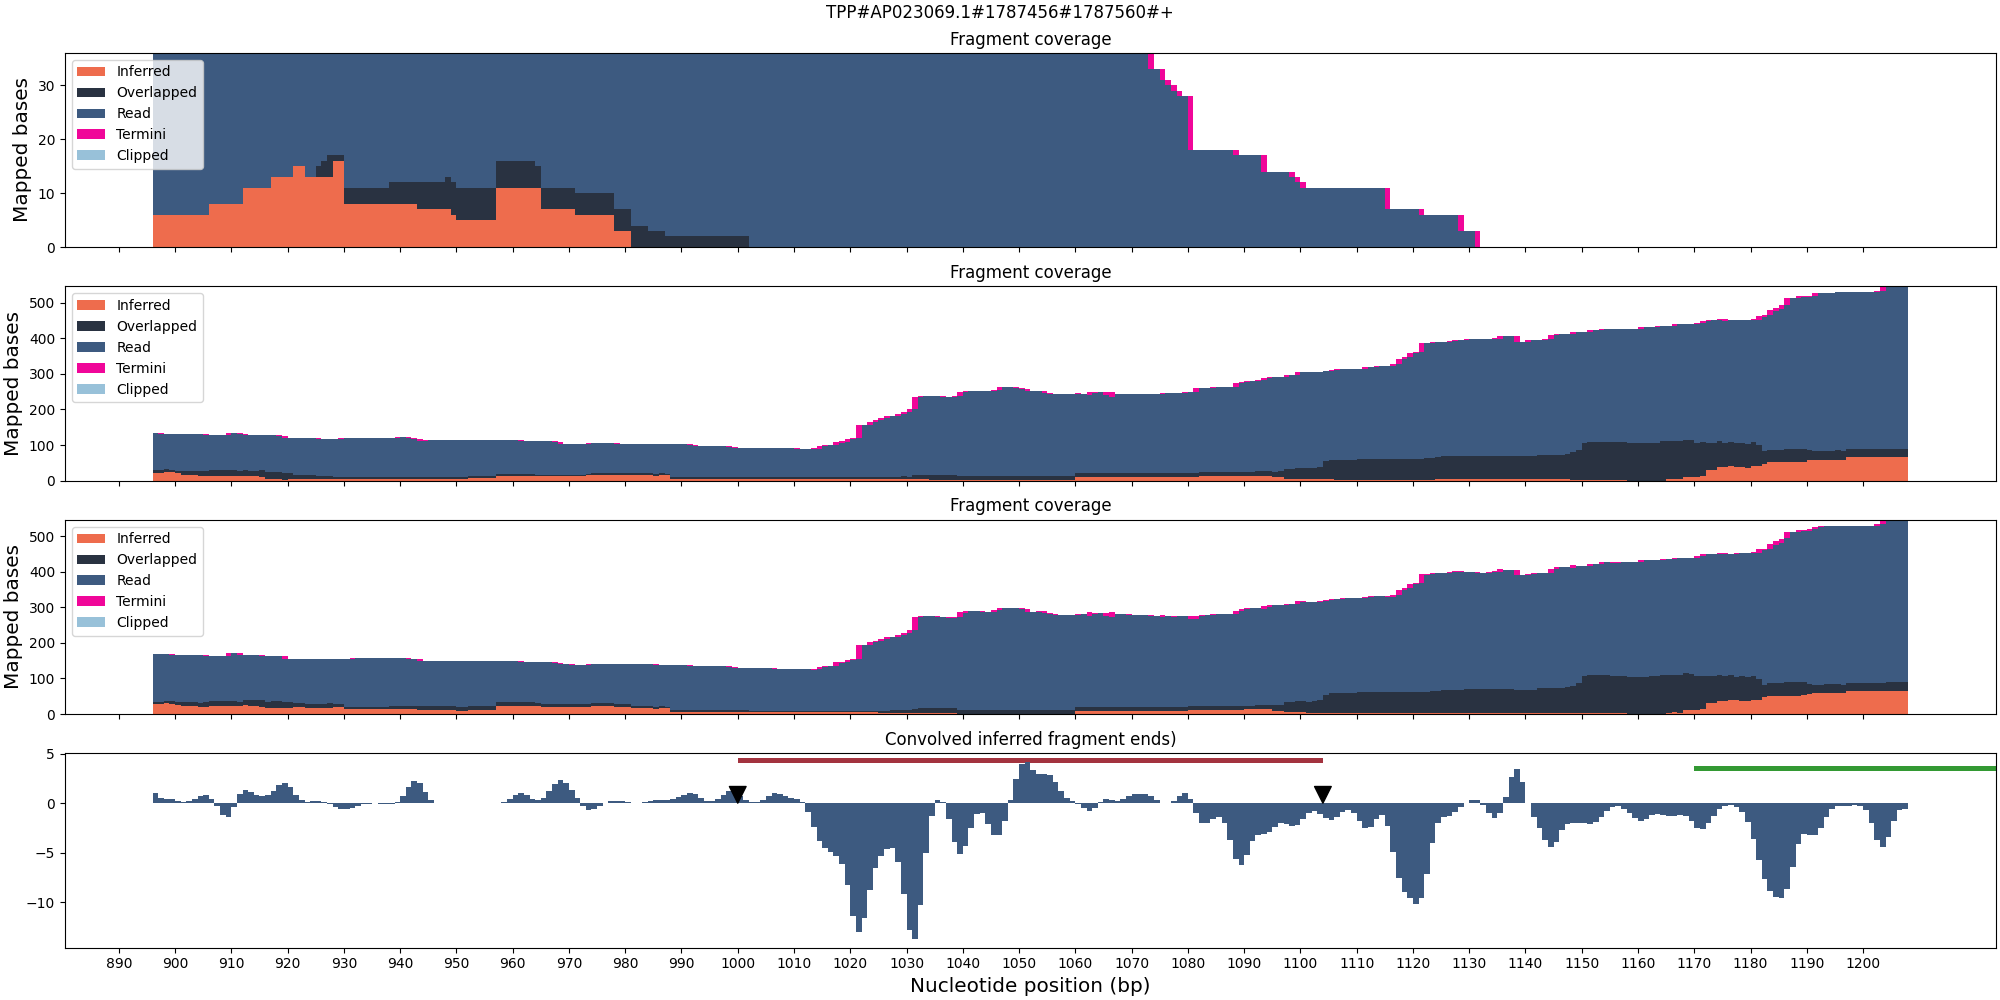 TPP#AP023069.1#1787456#1787560#+
Fragment coverage
Mapped bases
30
20
10
0
Inferred
Overlapped
Read
Termini
Clipped
Fragment coverage
Mapped bases
500
400
300
200
100
0
Inferred
Overlapped
Read
Termini
Clipped
Fragment coverage
Mapped bases
500
400
300
200
100
0
Inferred
Overlapped
Read
Termini
Clipped
Convolved inferred fragment ends)
5
0
−5
−10
890 900 910 920 930 940 950 960 970 980 990 1000 1010 1020 1030 1040 1050 1060 1070 1080 1090 1100 1110 1120 1130 1140 1150 1160 1170 1180 1190 1200
Nucleotide position (bp)